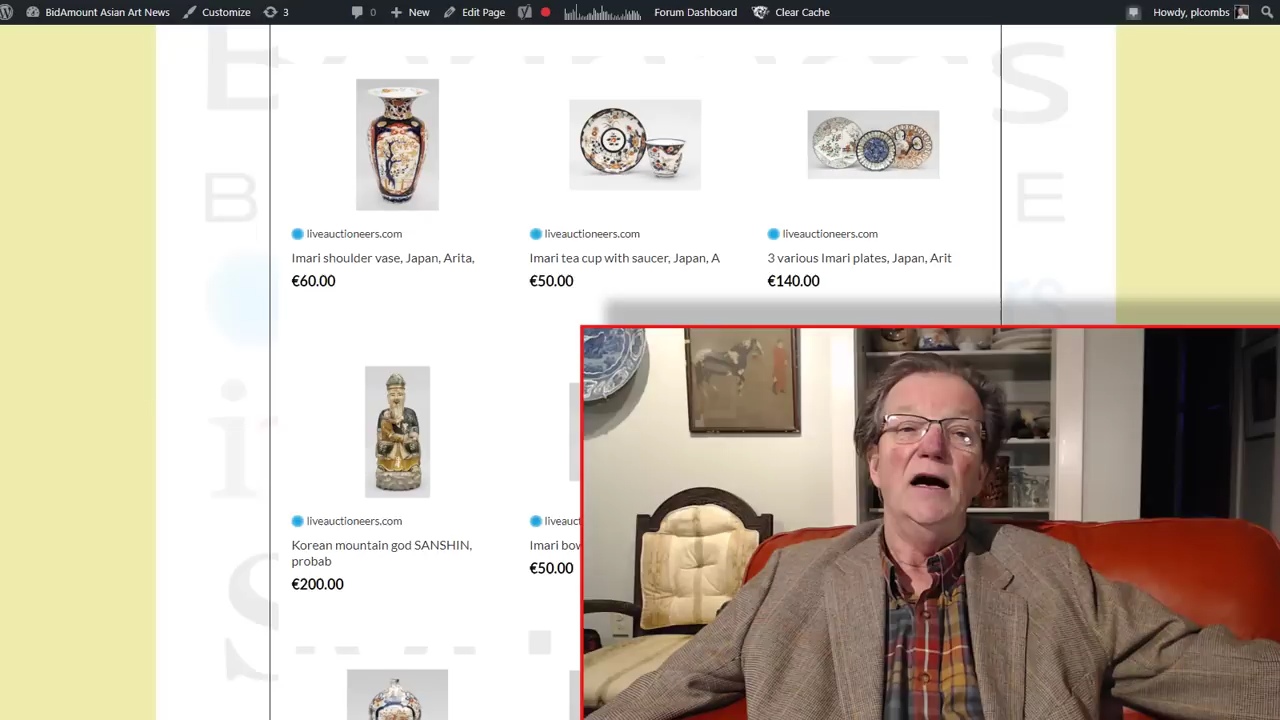 BidAmount Asian Art News Customize 3 0 New Edit Page Forum Dashboard Clear Cache Howdy, plcombs
liveauctioneers.com liveauctioneers.com liveauctioneers.com
Imari shoulder vase, Japan, Arita, Imari tea cup with saucer, Japan, A 3 various Imari plates, Japan, Arit
€60.00 €50.00 €140.00
liveauctioneers.com liveauct
Korean mountain god SANSHIN, Imari bow
probab
€200.00 €50.00